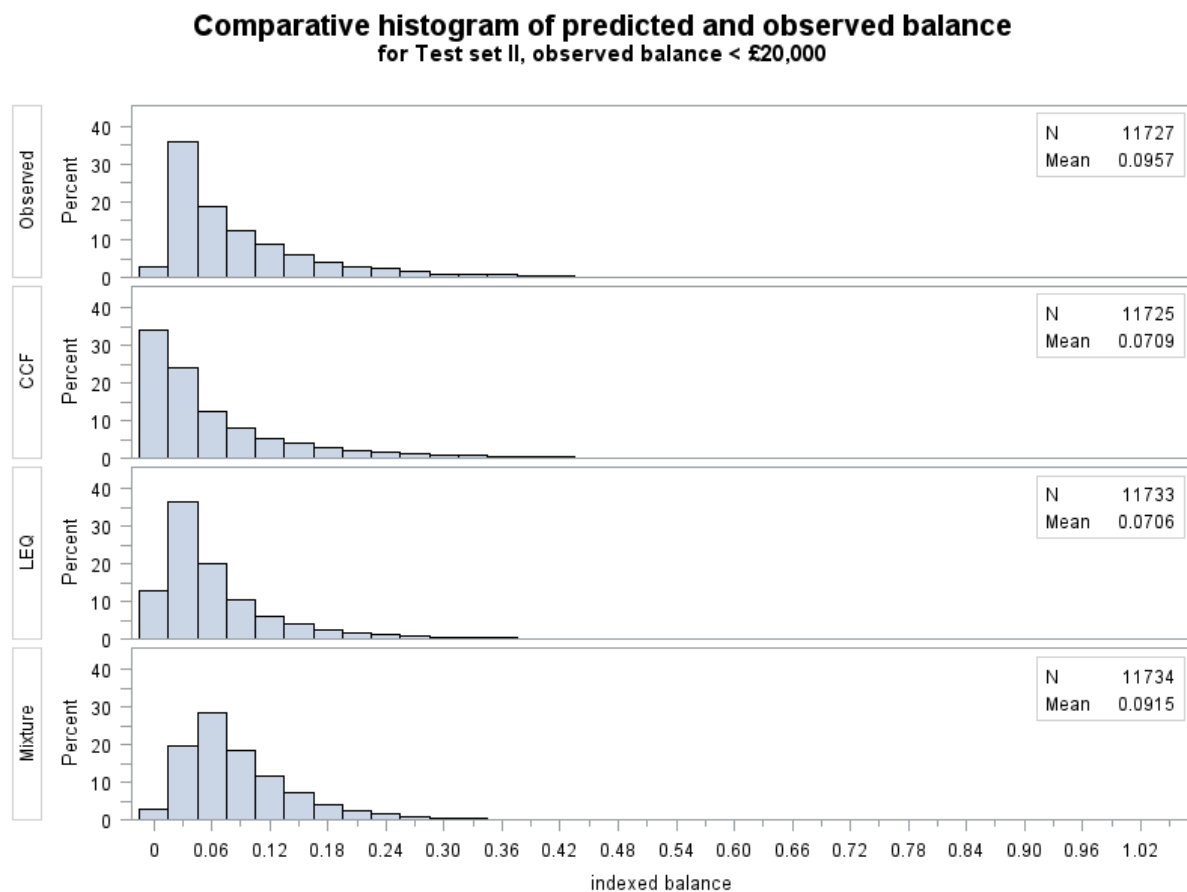 Comparative histogram of predicted and observed balance
for Test set II, observed balance < £20,000
Observed
Percent
40
30
20
10
0
N 11727
Mean 0.0957
CCF
Percent
40
30
20
10
0
N 11725
Mean 0.0709
LEQ
Percent
40
30
20
10
0
N 11733
Mean 0.0706
Mixture
Percent
40
30
20
10
0
N 11734
Mean 0.0915
0 0.06 0.12 0.18 0.24 0.30 0.36 0.42 0.48 0.54 0.60 0.66 0.72 0.78 0.84 0.90 0.96 1.02
indexed balance